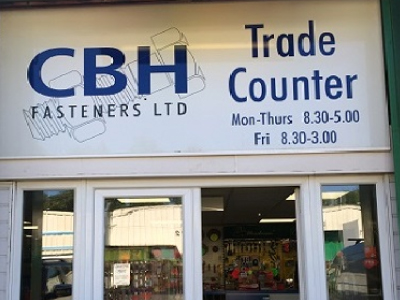 CBH
FASTENERS LTD
Trade
Counter
Mon-Thurs 8.30-5.00
Fri 8.30-3.00